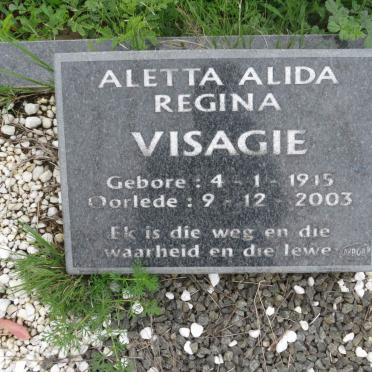 ALETTA ALIDA
REGINA
VISAGIE
Gebore : 4 - 1 - 1915
Oorlede : 9 - 12 - 2003
Ek is die weg en die
waarheid en die lewe